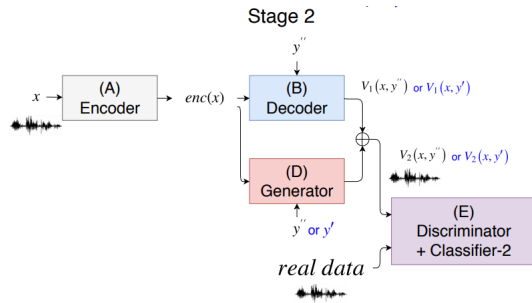 Stage 2
y''
x
(A)
Encoder
enc(x)
(B)
Decoder
V₁(x, y'') or V₁(x, y')
(D)
Generator
V₂(x, y'') or V₂(x, y')
y'' or y'
(E)
Discriminator
+ Classifier-2
real data